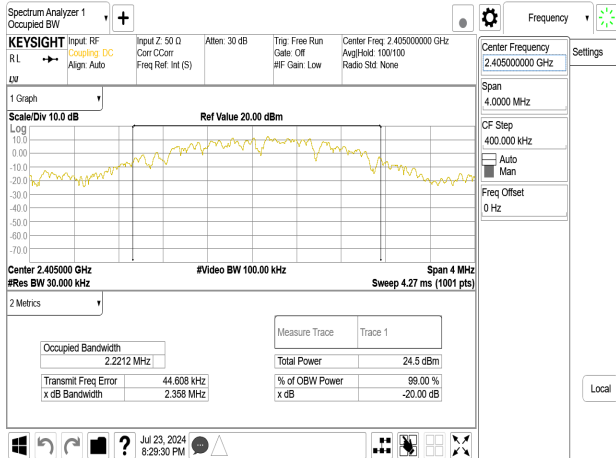 Spectrum Analyzer 1
Occupied BW
▼
+
Frequency
▼
KEYSIGHT
RL
Input: RF
Coupling: DC
Align: Auto
Input Z: 50 Ω
Corr CCorr
Freq Ref: Int (S)
Atten: 30 dB
Trig: Free Run
Gate: Off
#IF Gain: Low
Center Freq: 2.405000000 GHz
Avg|Hold: 100/100
Radio Std: None
Center Frequency
2.405000000 GHz
Settings
Span
4.0000 MHz
CF Step
400.000 kHz
Auto
Man
Freq Offset
0 Hz
Local
1 Graph
▼
Scale/Div 10.0 dB
Ref Value 20.00 dBm
Log
10.0
0.00
-10.0
-20.0
-30.0
-40.0
-50.0
-60.0
-70.0
Center 2.405000 GHz
#Video BW 100.00 kHz
Span 4 MHz
#Res BW 30.000 kHz
Sweep 4.27 ms (1001 pts)
2 Metrics
▼
Measure Trace
Trace 1
Occupied Bandwidth
2.2212 MHz
Total Power
24.5 dBm
Transmit Freq Error
44.608 kHz
% of OBW Power
99.00 %
x dB Bandwidth
2.358 MHz
x dB
-20.00 dB
?
Jul 23, 2024
8:29:30 PM